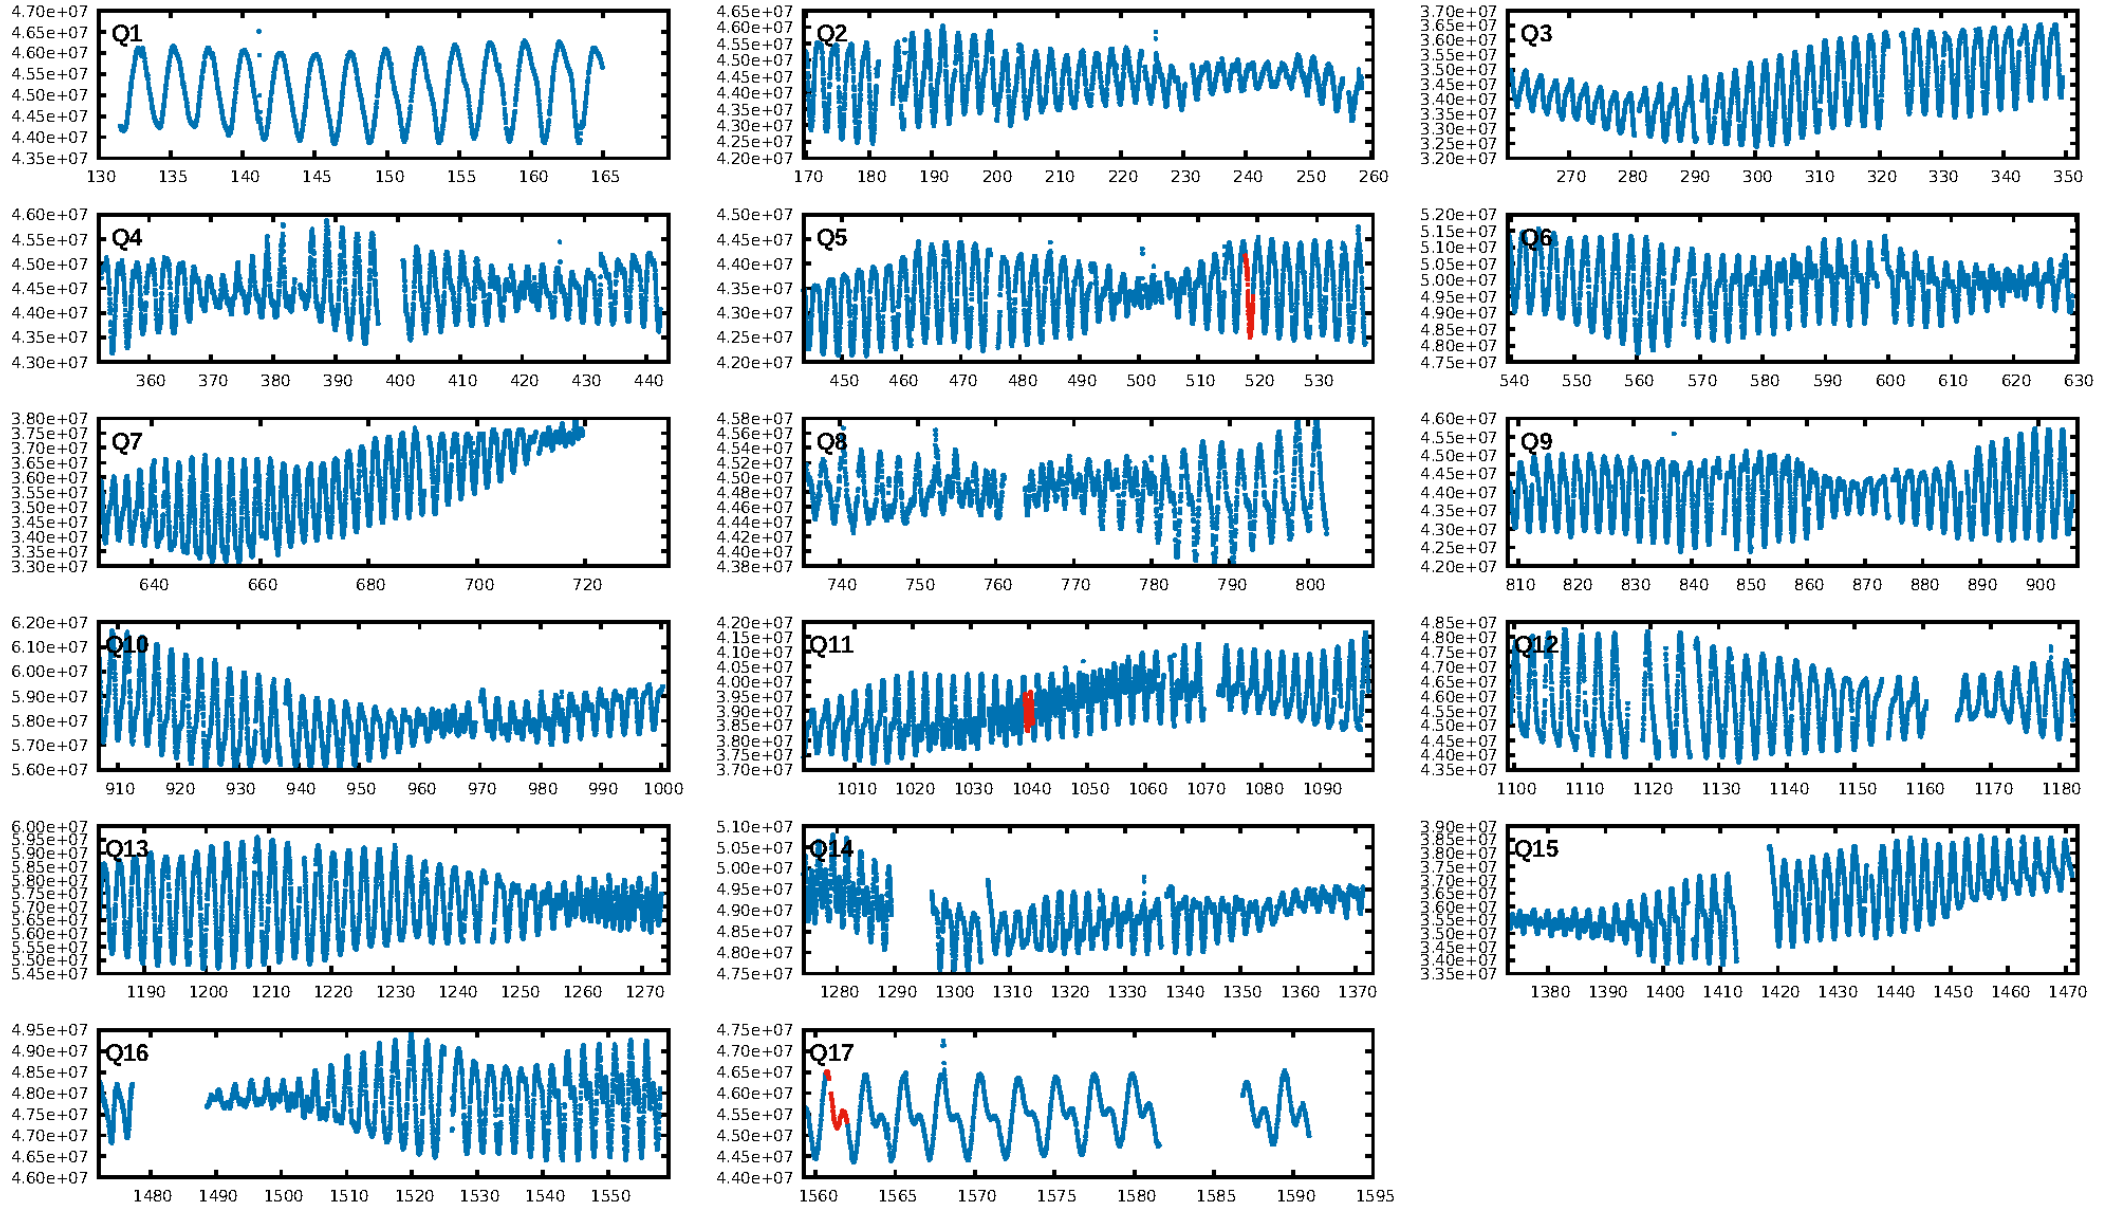 4.70e+07
4.65e+07
4.60e+07
4.55e+07
4.50e+07
4.45e+07
4.40e+07
4.35e+07
Q1
130 135 140 145 150 155 160 165
4.65e+07
4.60e+07
4.55e+07
4.50e+07
4.45e+07
4.40e+07
4.35e+07
4.30e+07
4.25e+07
4.20e+07
Q2
170 180 190 200 210 220 230 240 250 260
3.70e+07
3.65e+07
3.60e+07
3.55e+07
3.50e+07
3.45e+07
3.40e+07
3.35e+07
3.30e+07
3.25e+07
3.20e+07
Q3
270 280 290 300 310 320 330 340 350
4.60e+07
4.55e+07
4.50e+07
4.45e+07
4.40e+07
4.35e+07
4.30e+07
Q4
360 370 380 390 400 410 420 430 440
4.50e+07
4.45e+07
4.40e+07
4.35e+07
4.30e+07
4.25e+07
4.20e+07
Q5
450 460 470 480 490 500 510 520 530
5.20e+07
5.15e+07
5.10e+07
5.05e+07
5.00e+07
4.95e+07
4.90e+07
4.85e+07
4.80e+07
4.75e+07
Q6
540 550 560 570 580 590 600 610 620 630
3.80e+07
3.75e+07
3.70e+07
3.65e+07
3.60e+07
3.55e+07
3.50e+07
3.45e+07
3.40e+07
3.35e+07
3.30e+07
Q7
640 660 680 700 720
4.58e+07
4.56e+07
4.54e+07
4.52e+07
4.50e+07
4.48e+07
4.46e+07
4.44e+07
4.42e+07
4.40e+07
4.38e+07
Q8
740 750 760 770 780 790 800
4.60e+07
4.55e+07
4.50e+07
4.45e+07
4.40e+07
4.35e+07
4.30e+07
4.25e+07
4.20e+07
Q9
810 820 830 840 850 860 870 880 890 900
6.20e+07
6.10e+07
6.00e+07
5.90e+07
5.80e+07
5.70e+07
5.60e+07
Q10
910 920 930 940 950 960 970 980 990 1000
4.20e+07
4.15e+07
4.10e+07
4.05e+07
4.00e+07
3.95e+07
3.90e+07
3.85e+07
3.80e+07
3.75e+07
3.70e+07
Q11
1010 1020 1030 1040 1050 1060 1070 1080 1090
4.85e+07
4.80e+07
4.75e+07
4.70e+07
4.65e+07
4.60e+07
4.55e+07
4.50e+07
4.45e+07
4.40e+07
4.35e+07
Q12
1100 1110 1120 1130 1140 1150 1160 1170 1180
6.00e+07
5.95e+07
5.90e+07
5.85e+07
5.80e+07
5.75e+07
5.70e+07
5.65e+07
5.60e+07
5.55e+07
5.50e+07
5.45e+07
Q13
1190 1200 1210 1220 1230 1240 1250 1260 1270
5.10e+07
5.05e+07
5.00e+07
4.95e+07
4.90e+07
4.85e+07
4.80e+07
4.75e+07
Q14
1280 1290 1300 1310 1320 1330 1340 1350 1360 1370
3.90e+07
3.85e+07
3.80e+07
3.75e+07
3.70e+07
3.65e+07
3.60e+07
3.55e+07
3.50e+07
3.45e+07
3.40e+07
3.35e+07
Q15
1380 1390 1400 1410 1420 1430 1440 1450 1460 1470
4.95e+07
4.90e+07
4.85e+07
4.80e+07
4.75e+07
4.70e+07
4.65e+07
4.60e+07
Q16
1480 1490 1500 1510 1520 1530 1540 1550
4.75e+07
4.70e+07
4.65e+07
4.60e+07
4.55e+07
4.50e+07
4.45e+07
4.40e+07
Q17
1560 1565 1570 1575 1580 1585 1590 1595